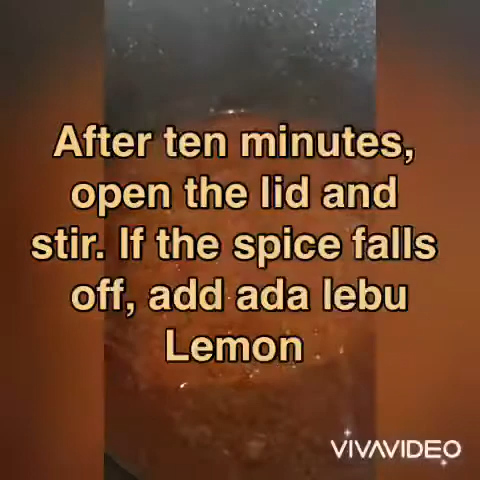 After ten minutes,
open the lid and
stir. If the spice falls
off, add ada lebu
Lemon
VIVAVIDEO